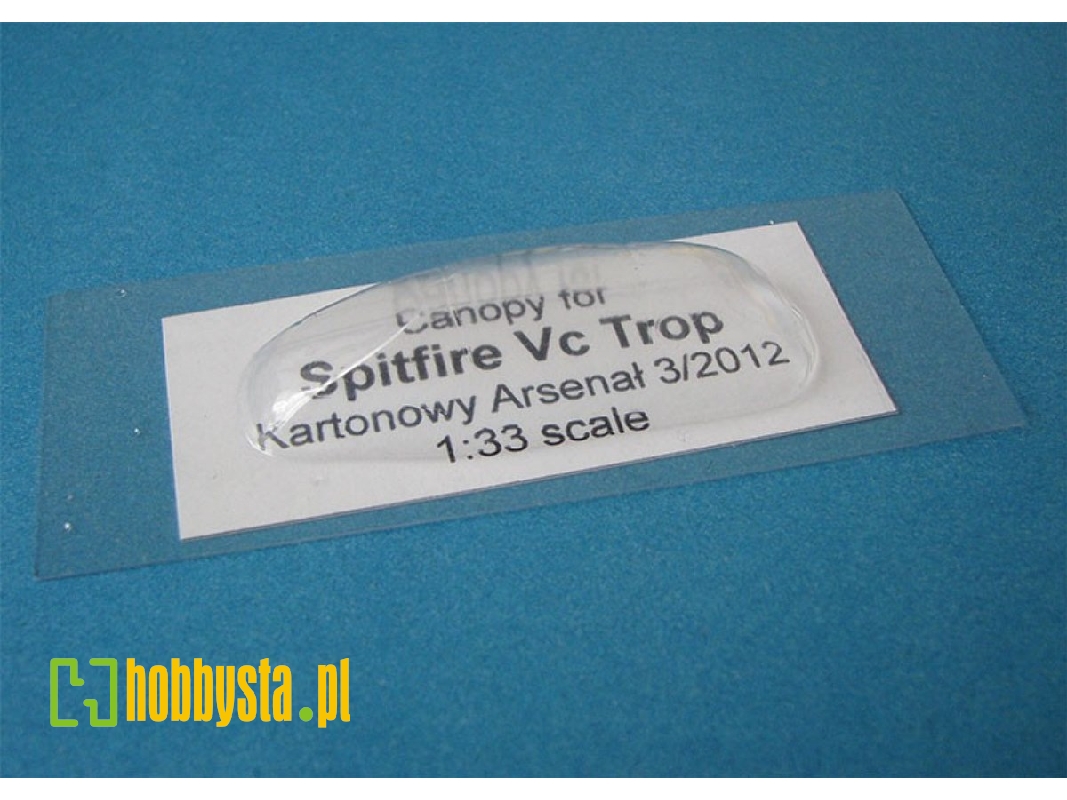 Canopy for
Spitfire Vc Trop
Kartonowy Arsenał 3/2012
1:33 scale
hobbysta.pl